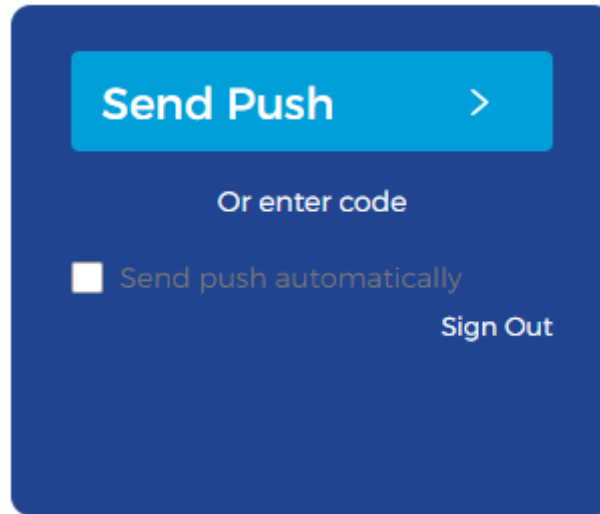 Send Push
Or enter code
Send push automatically
Sign Out